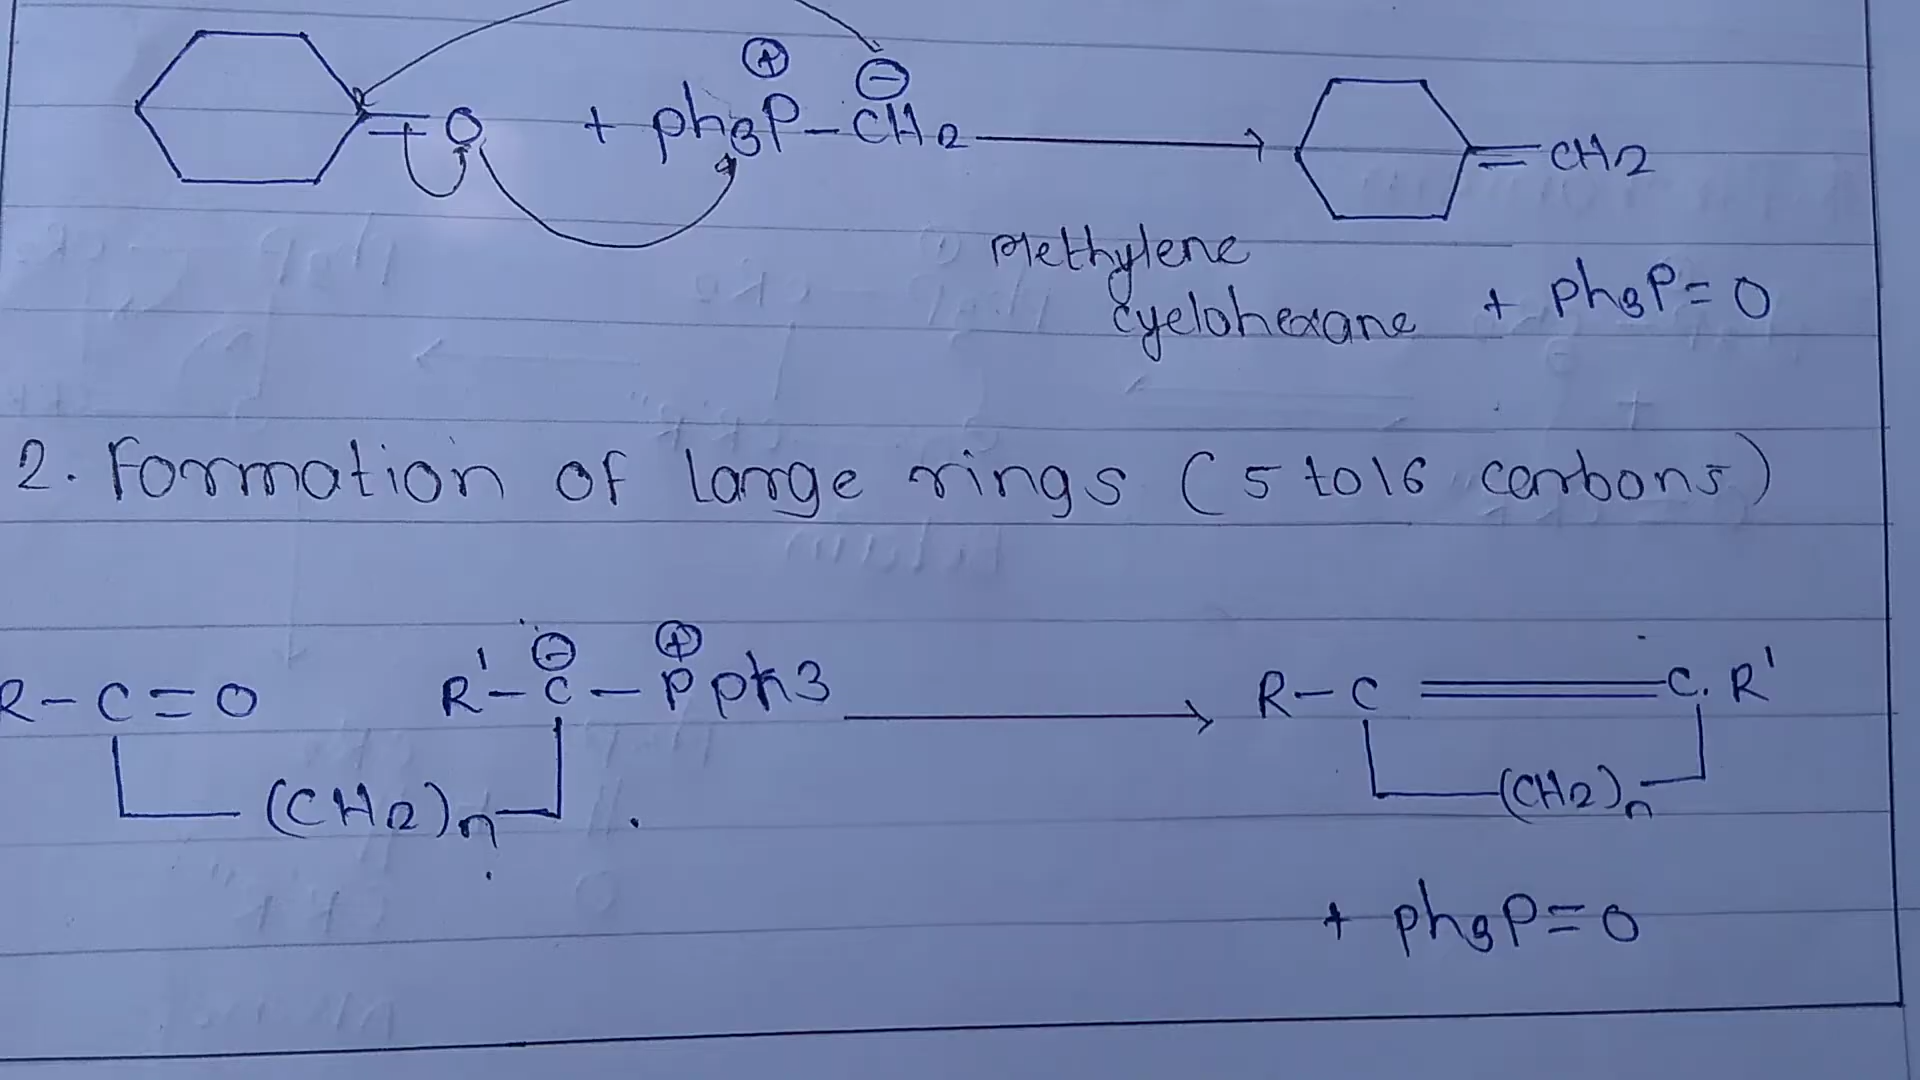 =O + ph3P⊕-CH2⊖ → =CH2
Methylene
cyclohexane + ph3P=O
2. Formation of large rings (5 to 16 carbons)
R-C=O R'-C⊖-P⊕ph3 → R-C=C.R'
(CH2)n (CH2)n
+ ph3P=O